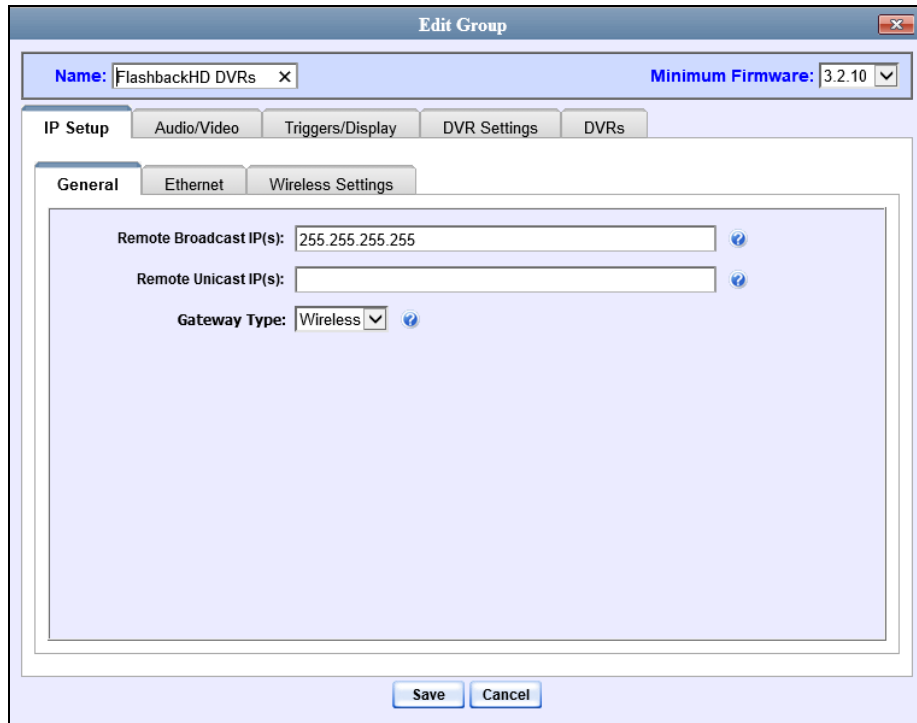 Edit Group
Name: FlashbackHD DVRs Minimum Firmware: 3.2.10
IP Setup Audio/Video Triggers/Display DVR Settings DVRs
General Ethernet Wireless Settings
Remote Broadcast IP(s): 255.255.255.255
Remote Unicast IP(s):
Gateway Type: Wireless
Save Cancel